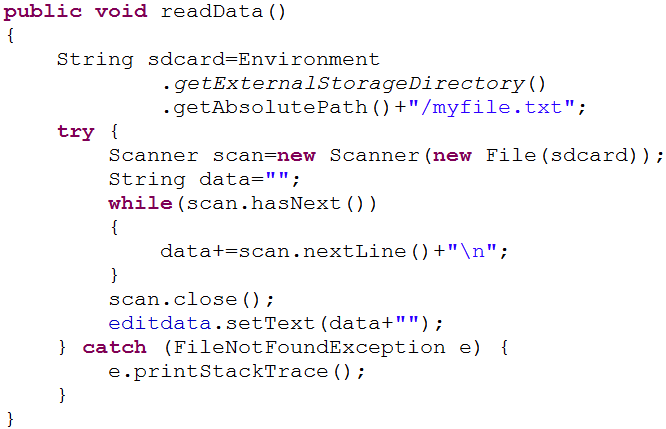 public void readData()
{
    String sdcard=Environment
            .getExternalStorageDirectory()
            .getAbsolutePath()+"/myfile.txt";
    try {
        Scanner scan=new Scanner(new File(sdcard));
        String data="";
        while(scan.hasNext())
        {
            data+=scan.nextLine()+"\n";
        }
        scan.close();
        editdata.setText(data+"");
    } catch (FileNotFoundException e) {
        e.printStackTrace();
    }
}